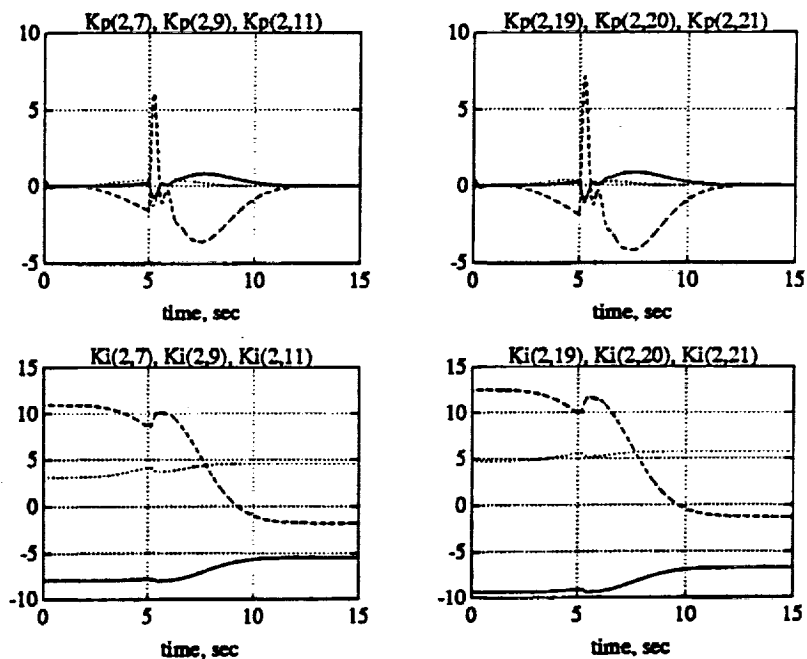 Kp(2,7), Kp(2,9), Kp(2,11)
10
5
0
-5
0 5 10 15
time, sec
Kp(2,19), Kp(2,20), Kp(2,21)
10
5
0
-5
0 5 10 15
time, sec
Ki(2,7), Ki(2,9), Ki(2,11)
15
10
5
0
-5
-10
0 5 10 15
time, sec
Ki(2,19), Ki(2,20), Ki(2,21)
15
10
5
0
-5
-10
0 5 10 15
time, sec